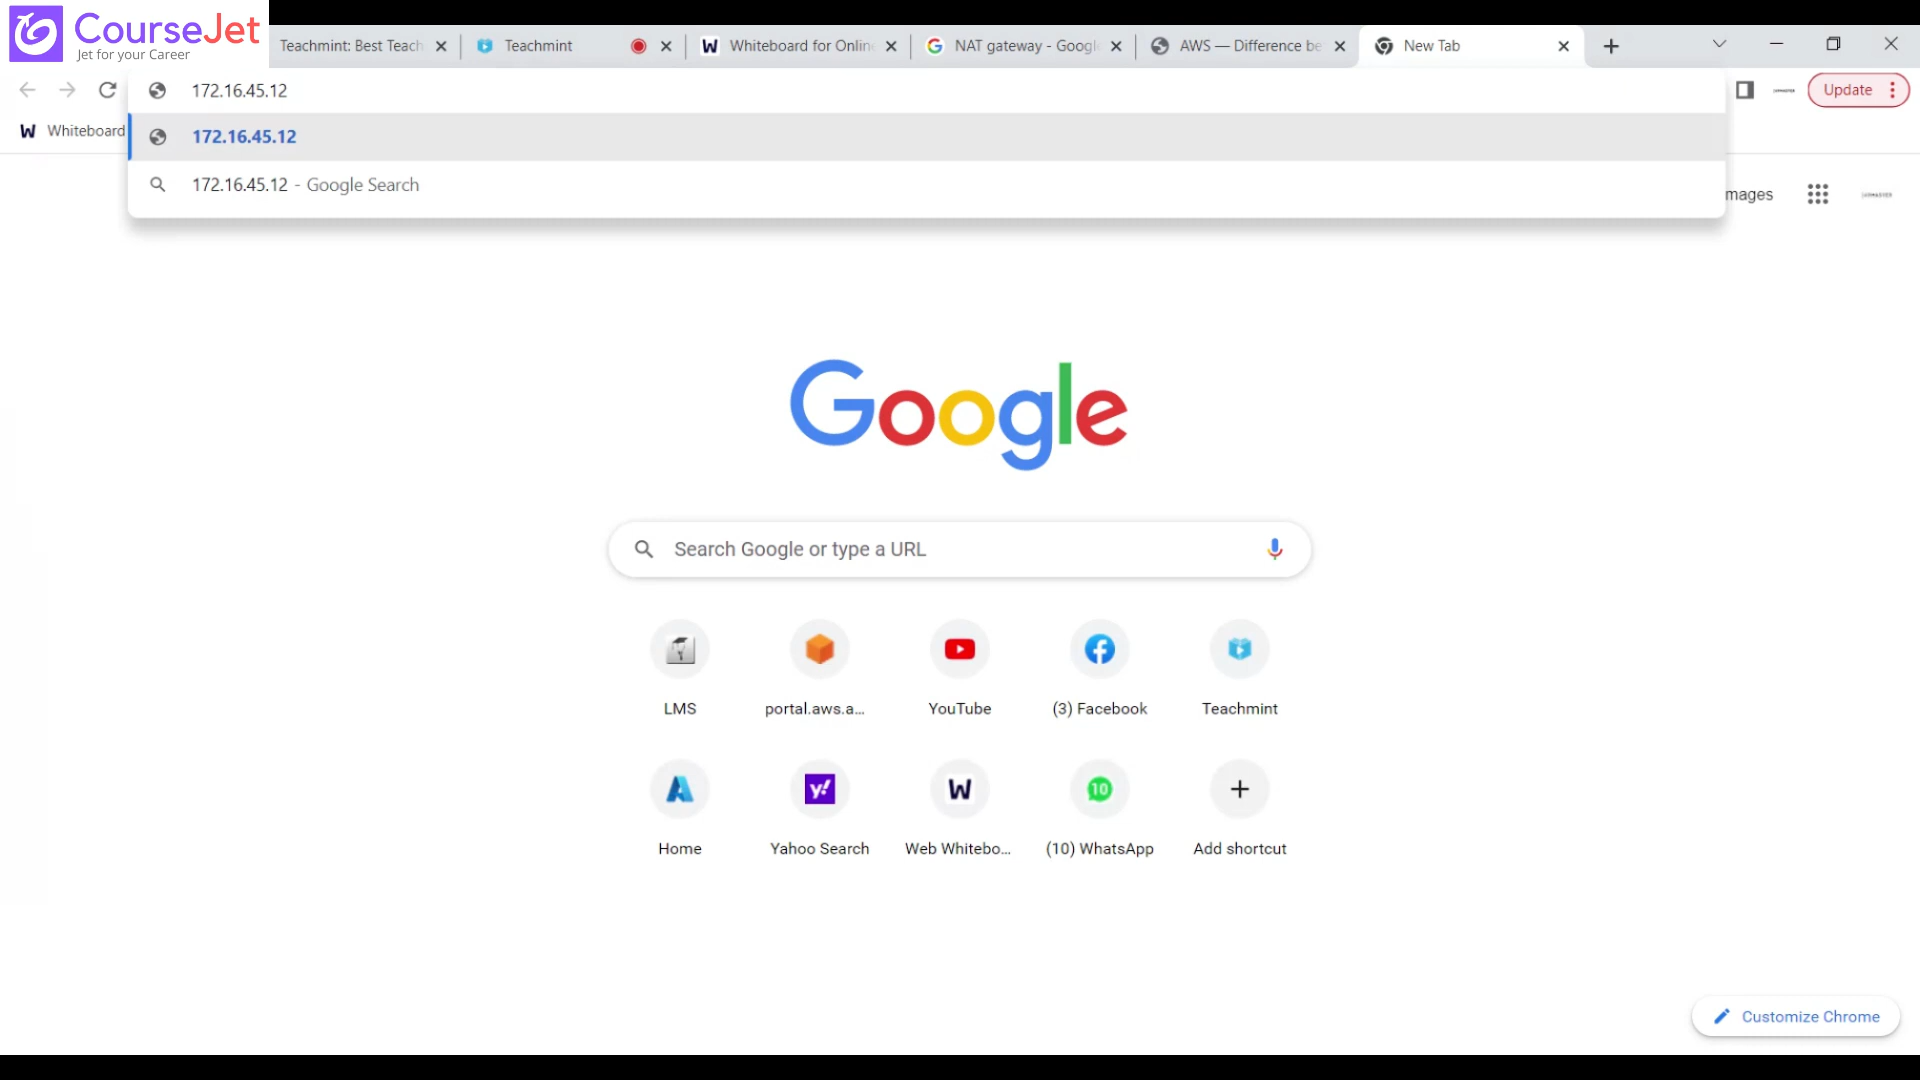 CourseJet
Jet for your Career
Teachmint: Best Teach
Teachmint
Whiteboard for Onlin
NAT gateway - Googl
AWS — Difference be
New Tab
172.16.45.12
Update
Whiteboard
172.16.45.12
172.16.45.12 - Google Search
mages
Google
Search Google or type a URL
LMS
portal.aws.a...
YouTube
(3) Facebook
Teachmint
10
Home
Yahoo Search
Web Whitebo...
(10) WhatsApp
Add shortcut
Customize Chrome